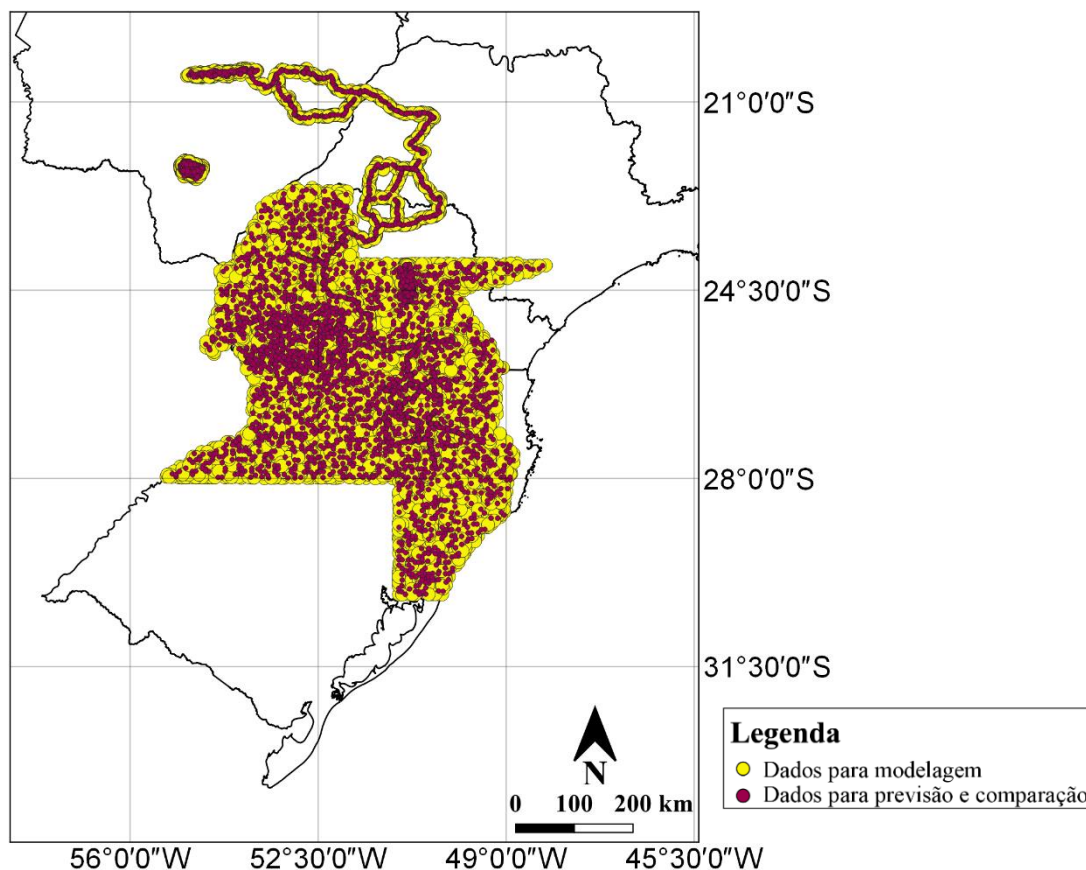 21°0′0″S
24°30′0″S
28°0′0″S
31°30′0″S
Legenda
Dados para modelagem
Dados para previsão e comparação
N
0 100 200 km
56°0′0″W 52°30′0″W 49°0′0″W 45°30′0″W